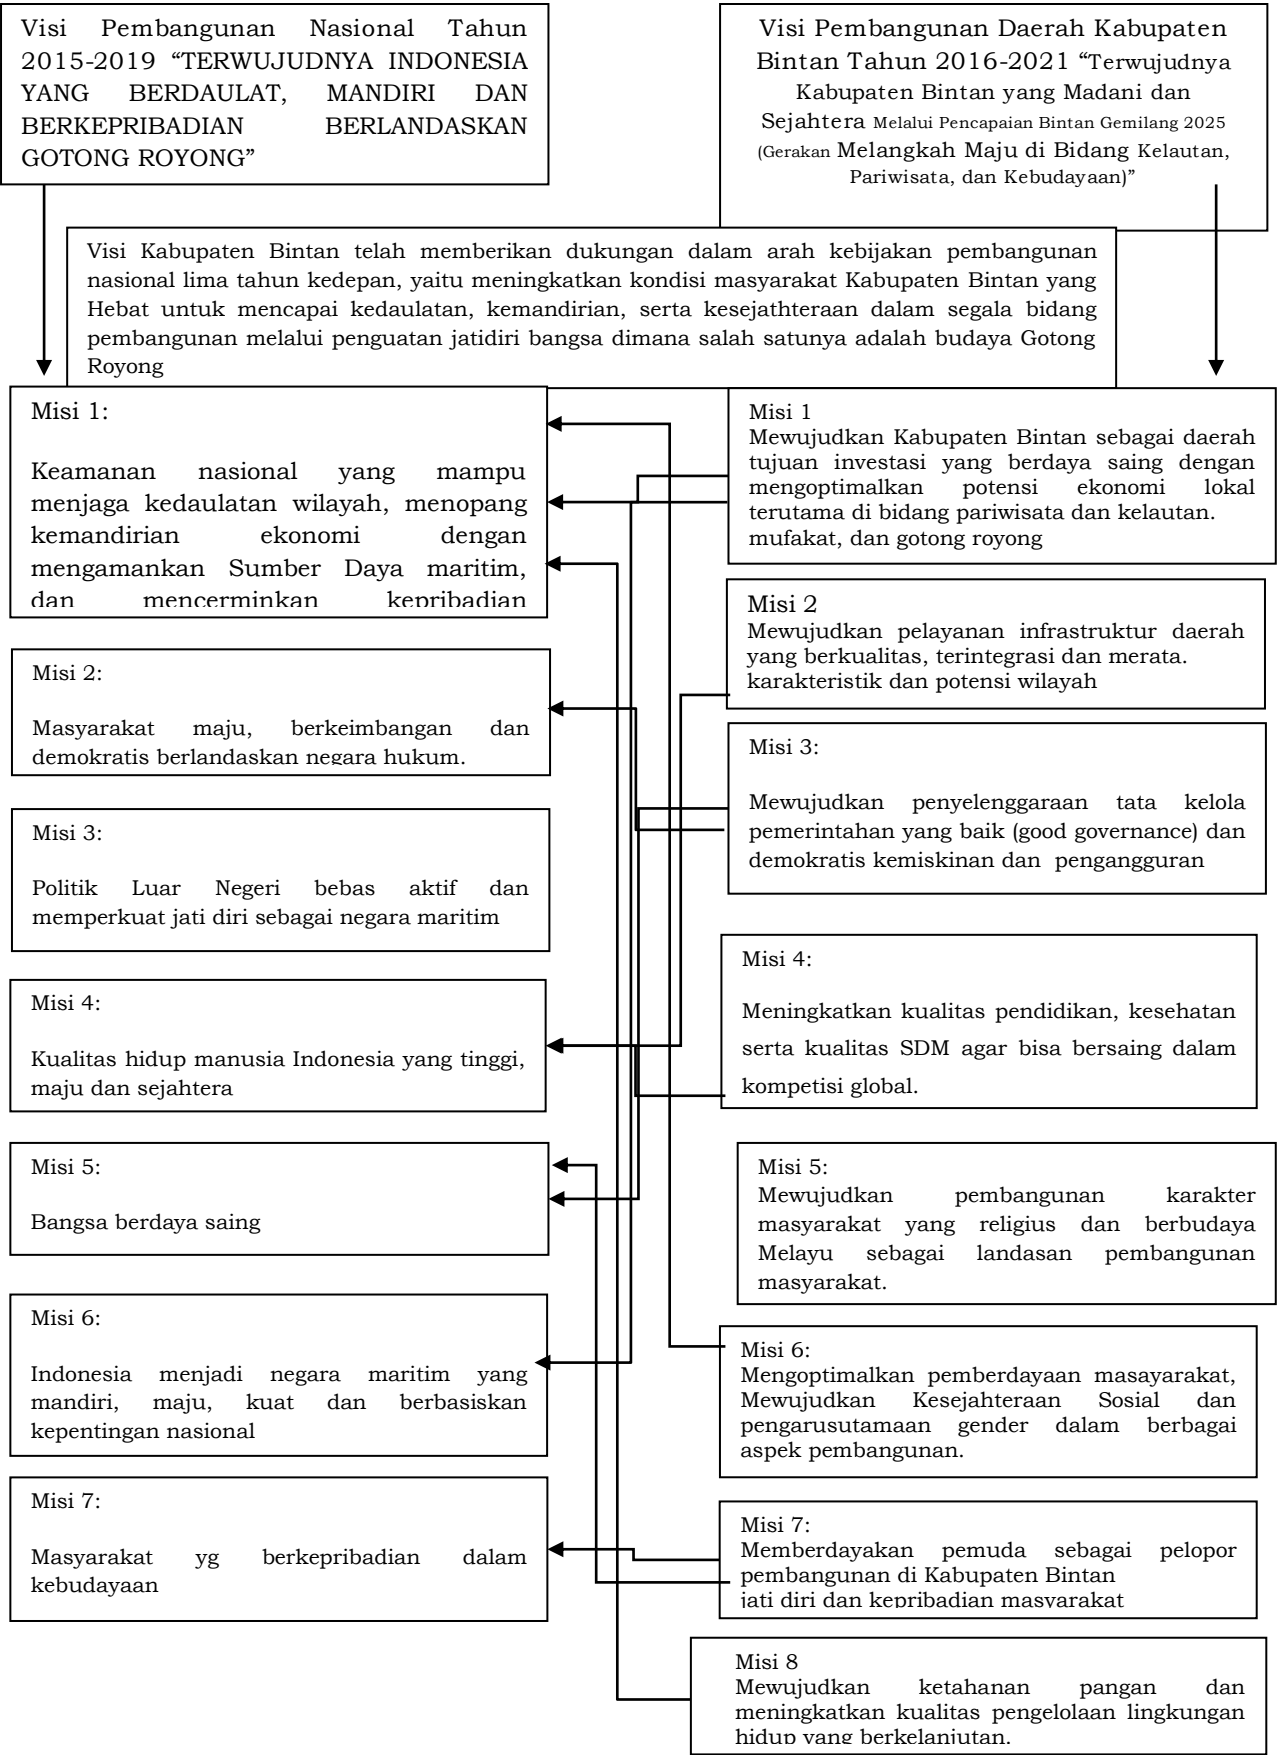 Visi Pembangunan Nasional Tahun
2015-2019 “TERWUJUDNYA INDONESIA
YANG BERDAULAT, MANDIRI DAN
BERKEPRIBADIAN BERLANDASKAN
GOTONG ROYONG”
Visi Pembangunan Daerah Kabupaten
Bintan Tahun 2016-2021 “Terwujudnya
Kabupaten Bintan yang Madani dan
Sejahtera Melalui Pencapaian Bintan Gemilang 2025
(Gerakan Melangkah Maju di Bidang Kelautan,
Pariwisata, dan Kebudayaan)”
Visi Kabupaten Bintan telah memberikan dukungan dalam arah kebijakan pembangunan
nasional lima tahun kedepan, yaitu meningkatkan kondisi masyarakat Kabupaten Bintan yang
Hebat untuk mencapai kedaulatan, kemandirian, serta kesejathteraan dalam segala bidang
pembangunan melalui penguatan jatidiri bangsa dimana salah satunya adalah budaya Gotong
Royong
Misi 1:
Keamanan nasional yang mampu
menjaga kedaulatan wilayah, menopang
kemandirian ekonomi dengan
mengamankan Sumber Daya maritim,
dan mencerminkan kepribadian
Misi 2:
Masyarakat maju, berkeimbangan dan
demokratis berlandaskan negara hukum.
Misi 3:
Politik Luar Negeri bebas aktif dan
memperkuat jati diri sebagai negara maritim
Misi 4:
Kualitas hidup manusia Indonesia yang tinggi,
maju dan sejahtera
Misi 5:
Bangsa berdaya saing
Misi 6:
Indonesia menjadi negara maritim yang
mandiri, maju, kuat dan berbasiskan
kepentingan nasional
Misi 7:
Masyarakat yg berkepribadian dalam
kebudayaan
Misi 1
Mewujudkan Kabupaten Bintan sebagai daerah
tujuan investasi yang berdaya saing dengan
mengoptimalkan potensi ekonomi lokal
terutama di bidang pariwisata dan kelautan.
mufakat, dan gotong royong
Misi 2
Mewujudkan pelayanan infrastruktur daerah
yang berkualitas, terintegrasi dan merata.
karakteristik dan potensi wilayah
Misi 3:
Mewujudkan penyelenggaraan tata kelola
pemerintahan yang baik (good governance) dan
demokratis kemiskinan dan pengangguran
Misi 4:
Meningkatkan kualitas pendidikan, kesehatan
serta kualitas SDM agar bisa bersaing dalam
kompetisi global.
Misi 5:
Mewujudkan pembangunan karakter
masyarakat yang religius dan berbudaya
Melayu sebagai landasan pembangunan
masyarakat.
Misi 6:
Mengoptimalkan pemberdayaan masayarakat,
Mewujudkan Kesejahteraan Sosial dan
pengarusutamaan gender dalam berbagai
aspek pembangunan.
Misi 7:
Memberdayakan pemuda sebagai pelopor
pembangunan di Kabupaten Bintan
jati diri dan kepribadian masyarakat
Misi 8
Mewujudkan ketahanan pangan dan
meningkatkan kualitas pengelolaan lingkungan
hidup yang berkelanjutan.